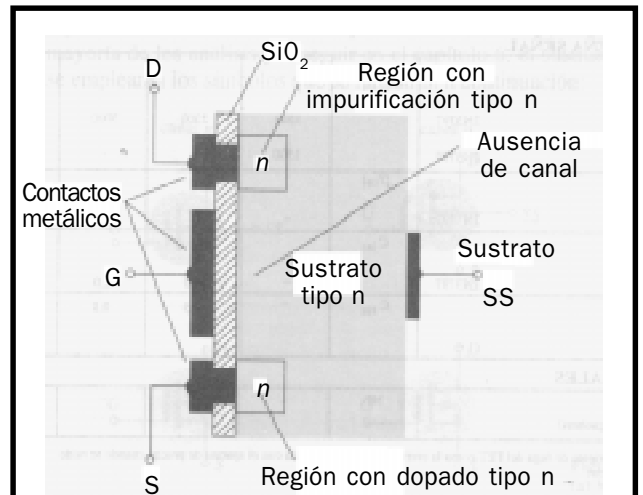 SiO2
D
Región con
impurificación tipo n
n
Ausencia
de canal
Contactos
metálicos
G
Sustrato
tipo n
Sustrato
SS
n
S
Región con dopado tipo n